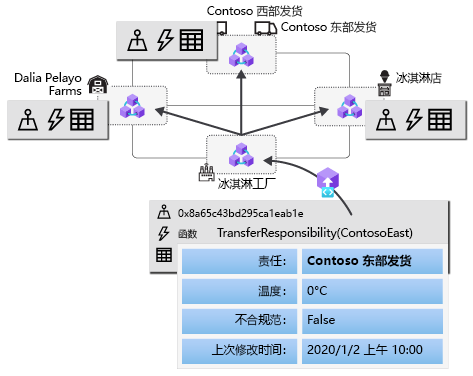 Contoso 西部发货
Contoso 东部发货
Dalia Pelayo
Farms
冰淇淋店
冰淇淋工厂
0x8a65c43bd295ca1eab1e
函数 TransferResponsibility(ContosoEast)
责任: Contoso 东部发货
温度: 0°C
不合规范: False
上次修改时间: 2020/1/2 上午 10:00